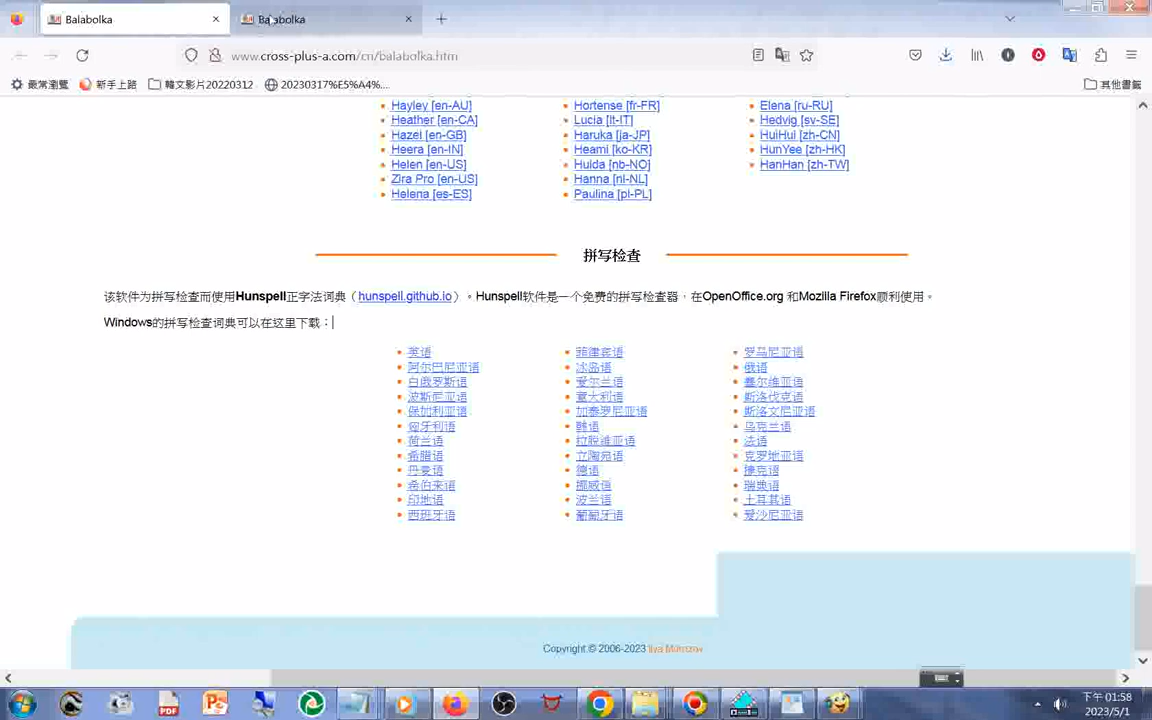 Balabolka
Balabolka
www.cross-plus-a.com/cn/balabolka.htm
最常瀏覽
新手上路
韓文影片20220312
20230317%E5%A4%...
其他書籤
Hayley [en-AU]
Hortense [fr-FR]
Elena [ru-RU]
Heather [en-CA]
Lucia [it-IT]
Hedvig [sv-SE]
Hazel [en-GB]
Haruka [ja-JP]
HuiHui [zh-CN]
Heera [en-IN]
Heami [ko-KR]
HunYee [zh-HK]
Helen [en-US]
Hulda [nb-NO]
HanHan [zh-TW]
Zira Pro [en-US]
Hanna [nl-NL]
Helena [es-ES]
Paulina [pl-PL]
拼写检查
该软件为拼写检查而使用Hunspell正字法词典（hunspell.github.io）。Hunspell软件是一个免费的拼写检查器，在OpenOffice.org 和Mozilla Firefox顺利使用。
Windows的拼写检查词典可以在这里下载：
英语
菲律宾语
罗马尼亚语
阿尔巴尼亚语
冰岛语
俄语
白俄罗斯语
爱尔兰语
塞尔维亚语
波斯尼亚语
意大利语
斯洛伐克语
保加利亚语
加泰罗尼亚语
斯洛文尼亚语
匈牙利语
韩语
乌克兰语
荷兰语
拉脱维亚语
法语
希腊语
立陶宛语
克罗地亚语
丹麦语
德语
捷克语
希伯来语
挪威语
瑞典语
印地语
波兰语
土耳其语
西班牙语
葡萄牙语
爱沙尼亚语
Copyright © 2006-2023 Ilya Morozov
PDF
下午 01:58
2023/5/1